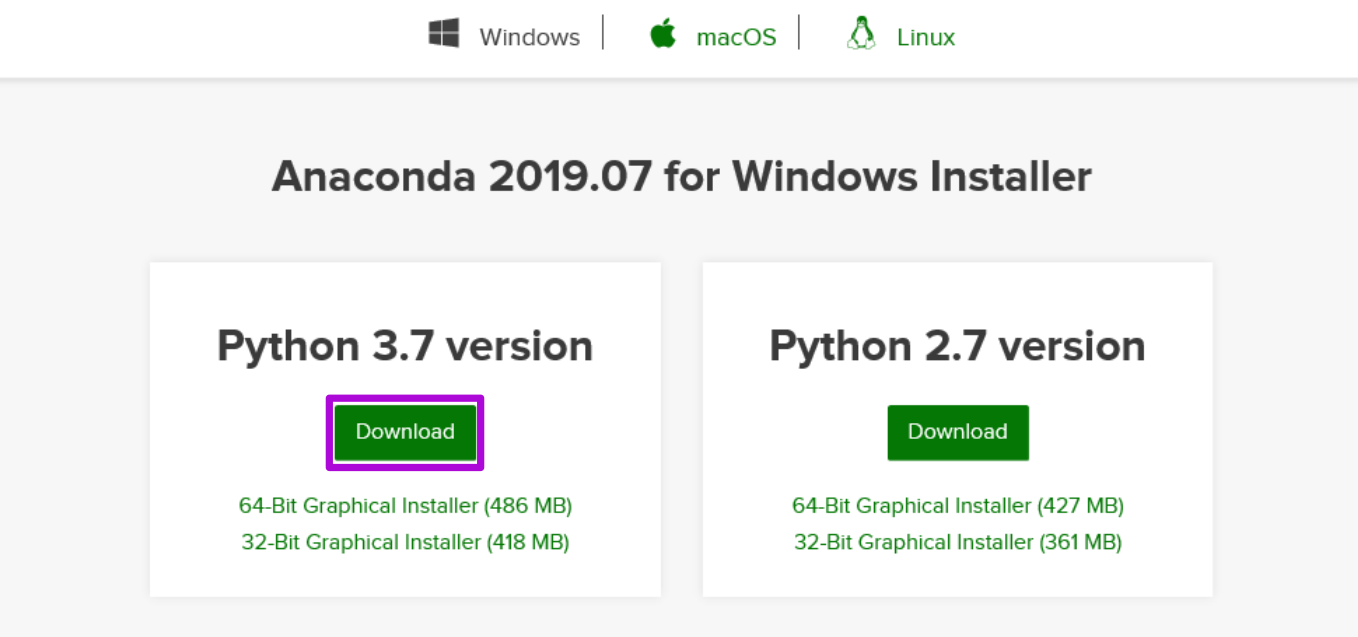 Windows macOS Linux
Anaconda 2019.07 for Windows Installer
Python 3.7 version
Download
64-Bit Graphical Installer (486 MB)
32-Bit Graphical Installer (418 MB)
Python 2.7 version
Download
64-Bit Graphical Installer (427 MB)
32-Bit Graphical Installer (361 MB)